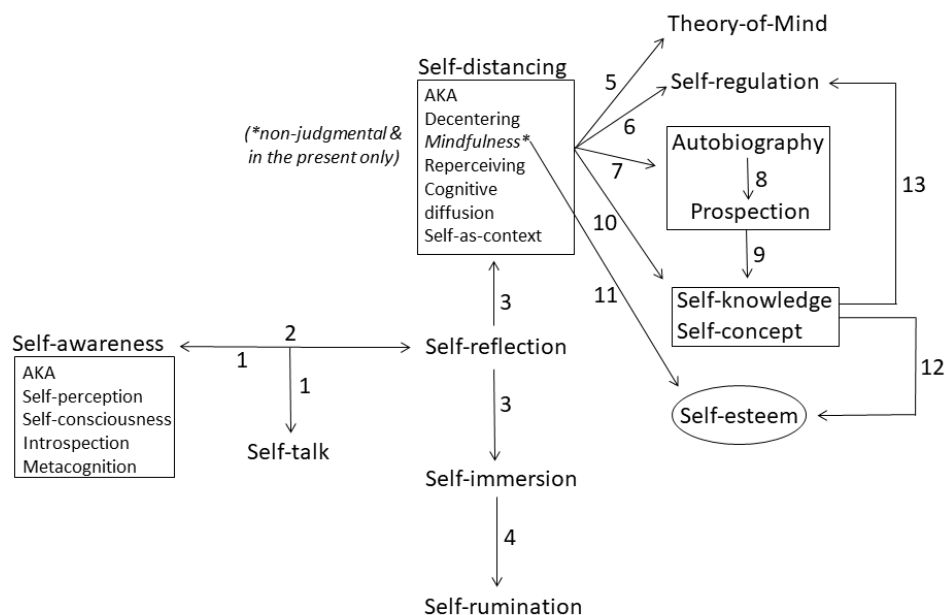 Theory-of-Mind
Self-distancing
5
Self-regulation
AKA
Decentering
Mindfulness*
Reperceiving
Cognitive
diffusion
Self-as-context
(*non-judgmental &
in the present only)
6
7
Autobiography
8
Prospection
13
10
9
11
Self-knowledge
Self-concept
3
12
Self-awareness
2
1
Self-reflection
AKA
Self-perception
Self-consciousness
Introspection
Metacognition
1
3
Self-esteem
Self-talk
Self-immersion
4
Self-rumination